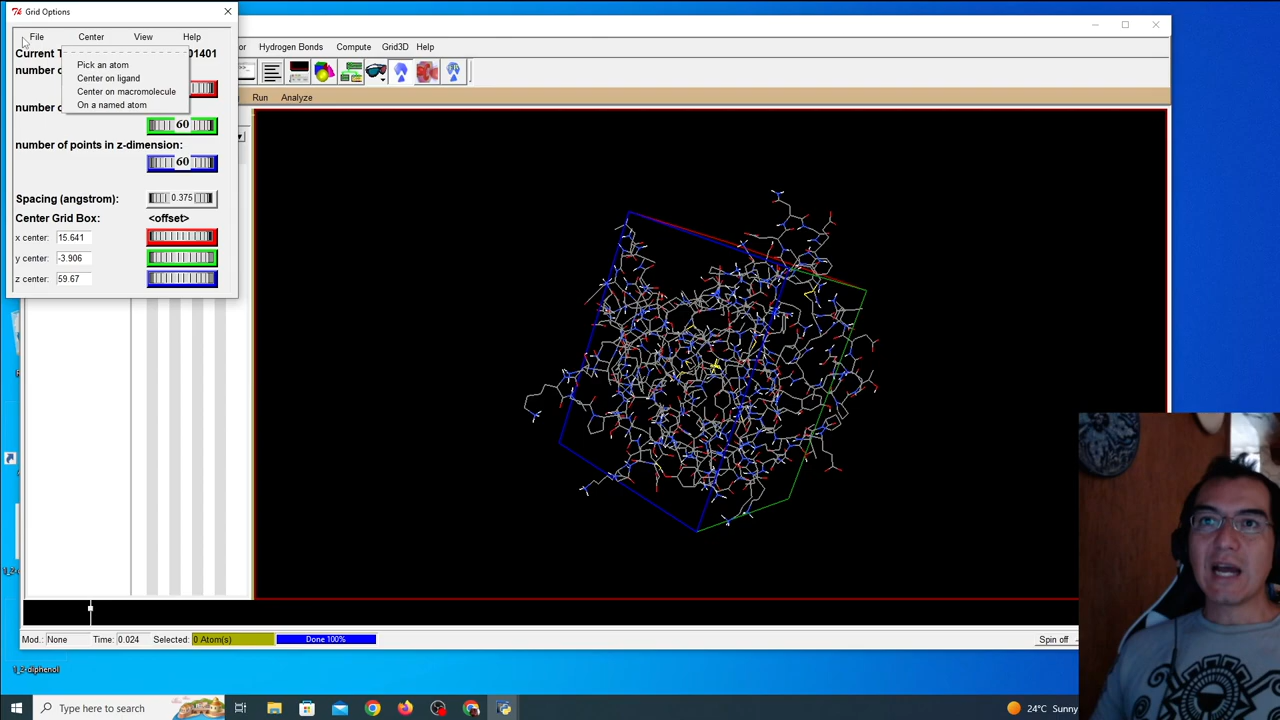 Grid Options
File Center View Help
Current T 01401
number o
Pick an atom
Center on ligand
Center on macromolecule
On a named atom
number o
60
number of points in z-dimension:
60
Spacing (angstrom): 0.375
Center Grid Box: <offset>
x center: 15.641
y center: -3.906
z center: 59.67
or Hydrogen Bonds Compute Grid3D Help
Run Analyze
Mod.: None Time: 0.024 Selected: 0 Atom(s) Done 100% Spin off
1_2-diphenol
Type here to search
24°C Sunny